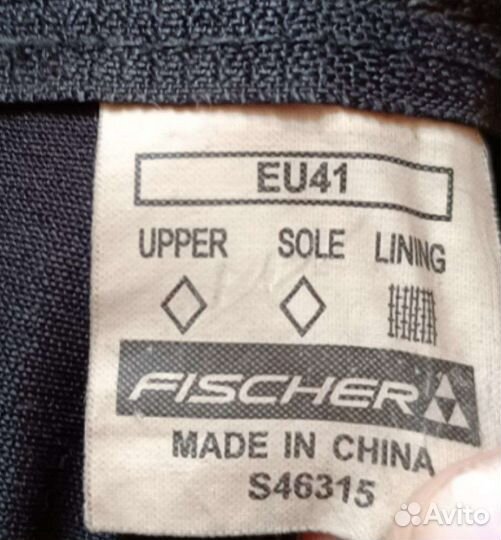 EU41
UPPER SOLE LINING
FISCHER
MADE IN CHINA
S46315
Avito